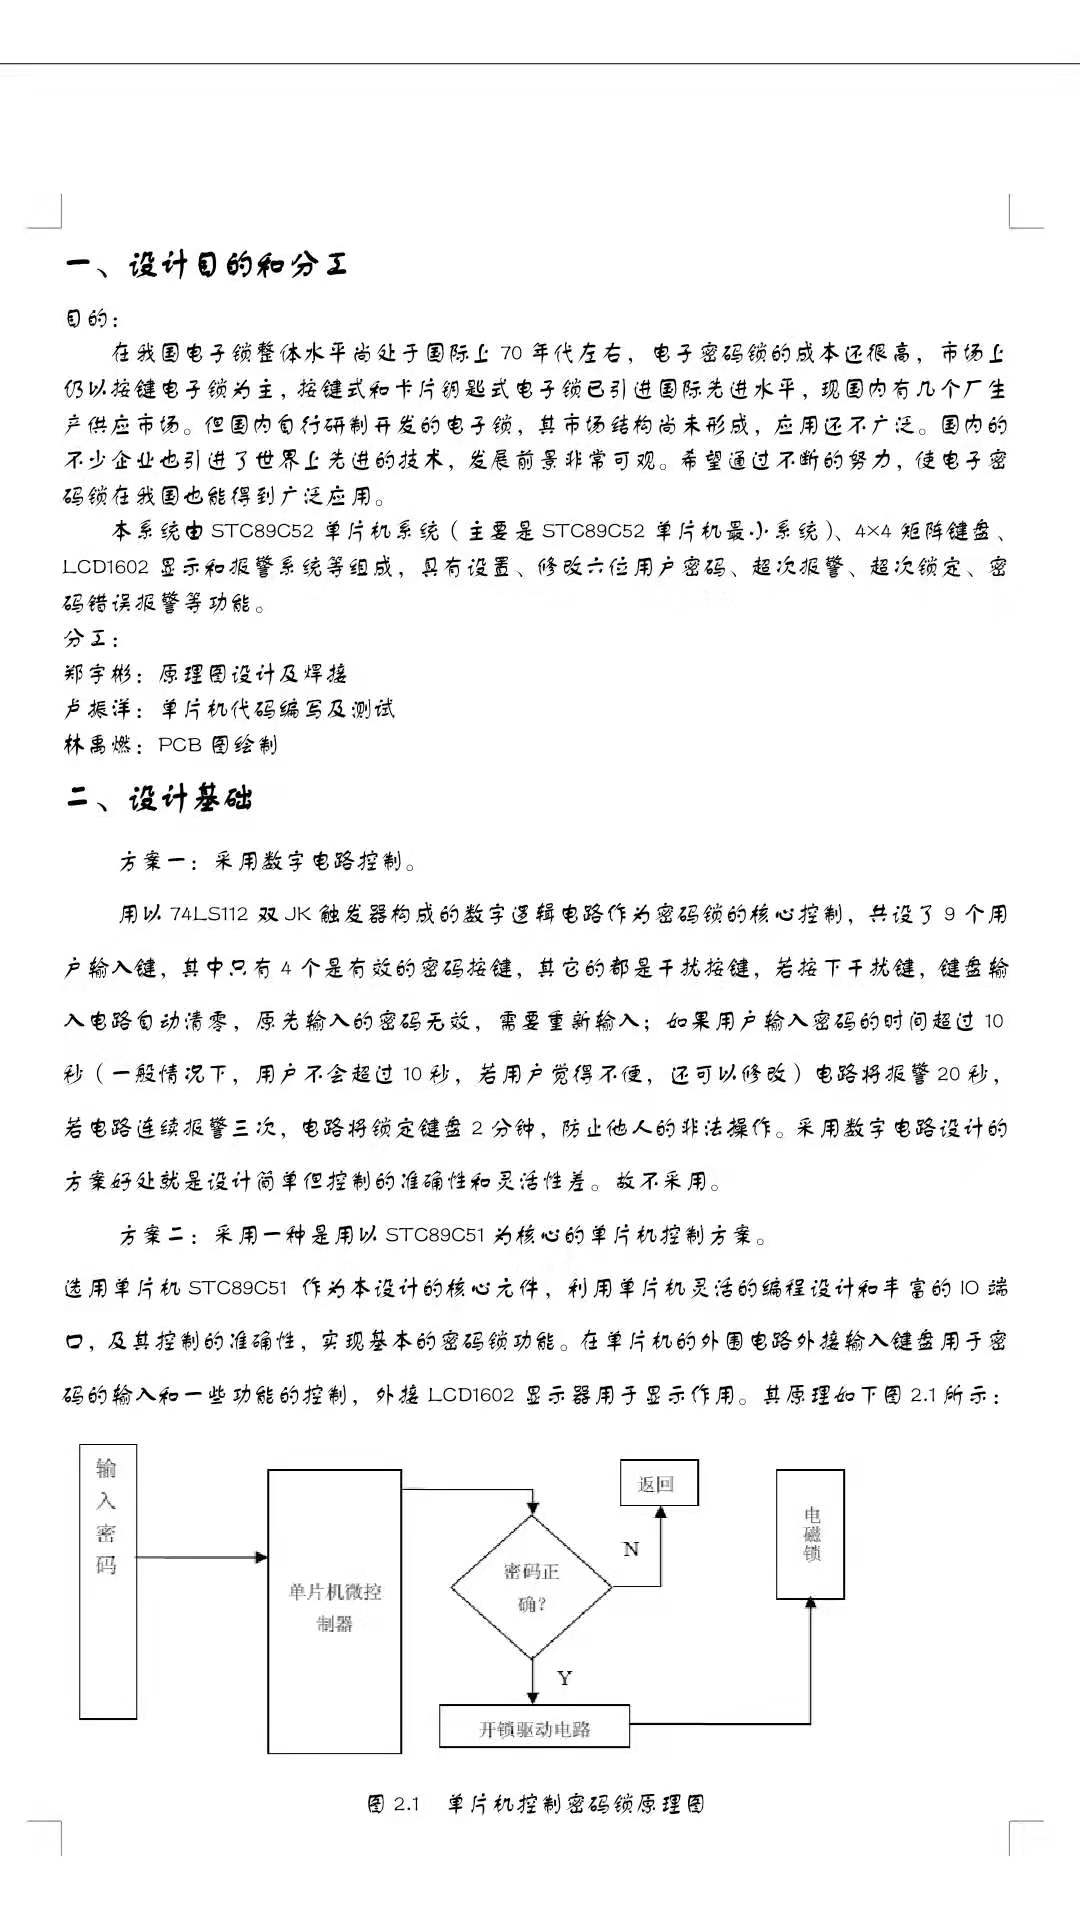 一、设计目的和分工
目的：
在我国电子锁整体水平尚处于国际上 70 年代左右，电子密码锁的成本还很高，市场上
仍以按键电子锁为主，按键式和卡片钥匙式电子锁已引进国际先进水平，现国内有几个厂生
产供应市场。但国内自行研制开发的电子锁，其市场结构尚未形成，应用还不广泛。国内的
不少企业也引进了世界上先进的技术，发展前景非常可观。希望通过不断的努力，使电子密
码锁在我国也能得到广泛应用。
本系统由 STC89C52 单片机系统（主要是 STC89C52 单片机最小系统）、4×4 矩阵键盘、
LCD1602 显示和报警系统等组成，具有设置、修改六位用户密码、超次报警、超次锁定、密
码错误报警等功能。
分工：
郑宇彬：原理图设计及焊接
卢振洋：单片机代码编写及测试
林禹燃：PCB 图绘制
二、设计基础
方案一：采用数字电路控制。
用以 74LS112 双 JK 触发器构成的数字逻辑电路作为密码锁的核心控制，共设了 9 个用
户输入键，其中只有 4 个是有效的密码按键，其它的都是干扰按键，若按下干扰键，键盘输
入电路自动清零，原先输入的密码无效，需要重新输入；如果用户输入密码的时间超过 10
秒（一般情况下，用户不会超过 10 秒，若用户觉得不便，还可以修改）电路将报警 20 秒，
若电路连续报警三次，电路将锁定键盘 2 分钟，防止他人的非法操作。采用数字电路设计的
方案好处就是设计简单但控制的准确性和灵活性差。故不采用。
方案二：采用一种是用以 STC89C51 为核心的单片机控制方案。
选用单片机 STC89C51 作为本设计的核心元件，利用单片机灵活的编程设计和丰富的 IO 端
口，及其控制的准确性，实现基本的密码锁功能。在单片机的外围电路外接输入键盘用于密
码的输入和一些功能的控制，外接 LCD1602 显示器用于显示作用。其原理如下图 2.1 所示：
输
入
密
码
单片机微控
制器
密码正
确?
N
返回
Y
开锁驱动电路
电
磁
锁
图 2.1 单片机控制密码锁原理图